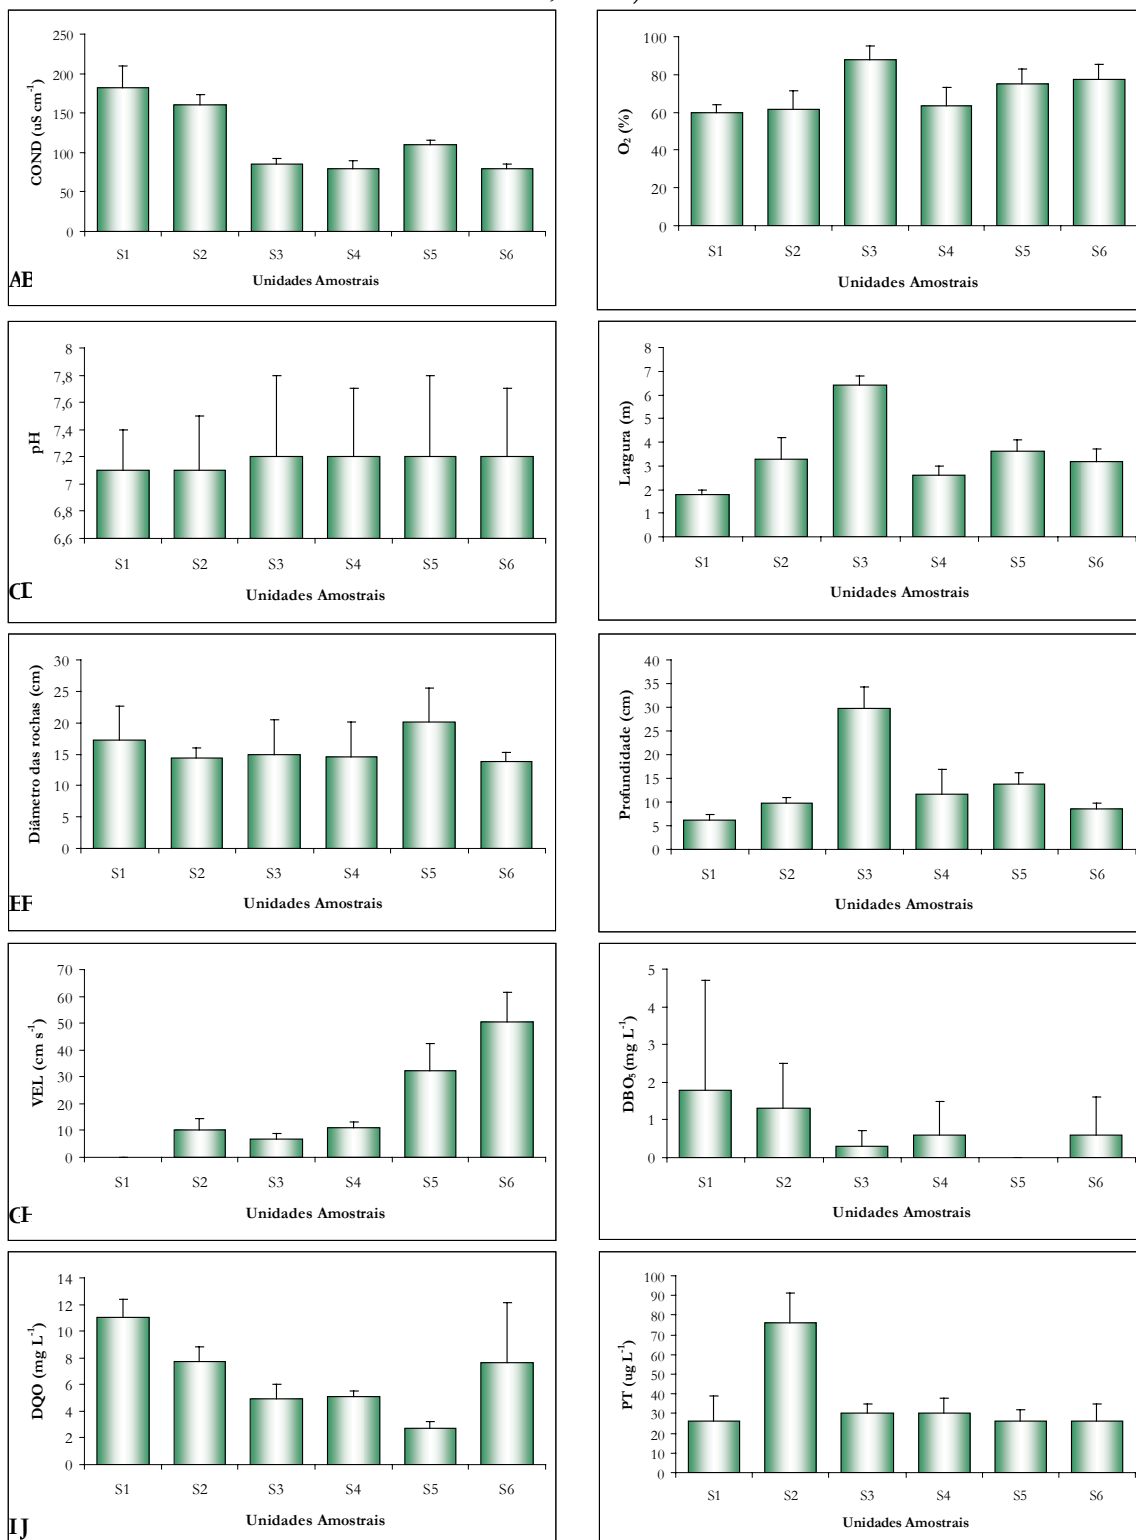 COND (uS cm-1)
250
200
150
100
50
0
S1 S2 S3 S4 S5 S6
Unidades Amostrais
O2 (%)
100
80
60
40
20
0
S1 S2 S3 S4 S5 S6
Unidades Amostrais
pH
8
7,8
7,6
7,4
7,2
7
6,8
6,6
S1 S2 S3 S4 S5 S6
Unidades Amostrais
Largura (m)
8
7
6
5
4
3
2
1
0
S1 S2 S3 S4 S5 S6
Unidades Amostrais
Diâmetro das rochas (cm)
30
25
20
15
10
5
0
S1 S2 S3 S4 S5 S6
Unidades Amostrais
Profundidade (cm)
40
35
30
25
20
15
10
5
0
S1 S2 S3 S4 S5 S6
Unidades Amostrais
VEL (cm s-1)
70
60
50
40
30
20
10
0
S1 S2 S3 S4 S5 S6
Unidades Amostrais
DBO5 (mg L-1)
5
4
3
2
1
0
S1 S2 S3 S4 S5 S6
Unidades Amostrais
DQO (mg L-1)
14
12
10
8
6
4
2
0
S1 S2 S3 S4 S5 S6
Unidades Amostrais
IJ
PT (ug L-1)
100
90
80
70
60
50
40
30
20
10
0
S1 S2 S3 S4 S5 S6
Unidades Amostrais